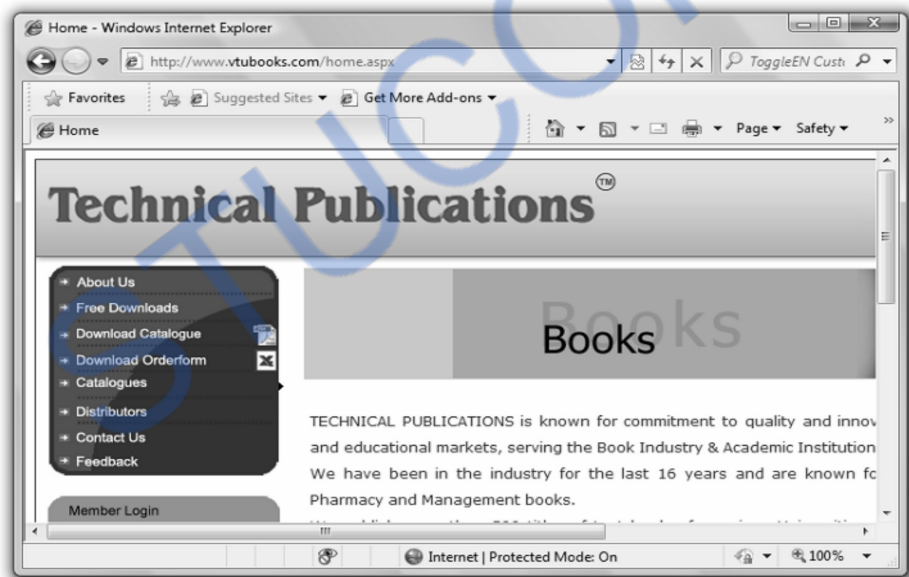 Home - Windows Internet Explorer
http://www.vtubooks.com/home.aspx
ToggleEN Custo
Favorites Suggested Sites Get More Add-ons
Home Page Safety
Technical Publications TM
About Us
Free Downloads
Download Catalogue
Download Orderform
Catalogues
Distributors
Contact Us
Feedback
Member Login
Books
Books
TECHNICAL PUBLICATIONS is known for commitment to quality and innov
and educational markets, serving the Book Industry & Academic Institution
We have been in the industry for the last 16 years and are known fo
Pharmacy and Management books.
Internet | Protected Mode: On 100%
STUCO